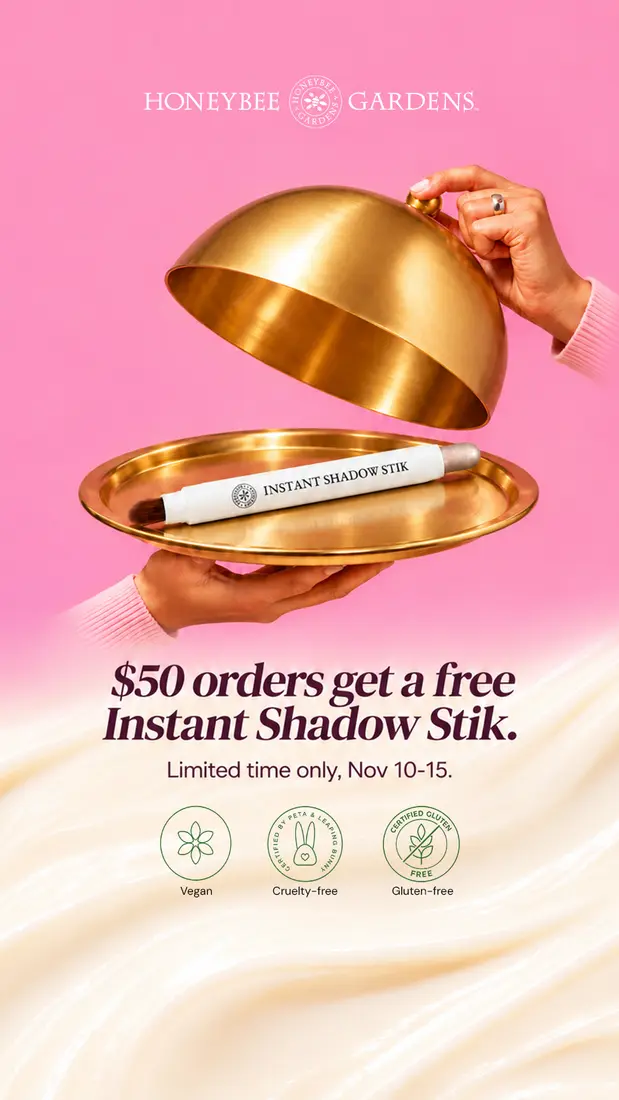 HONEYBEE GARDENS
HONEYBEE GARDENS
INSTANT SHADOW STIK
$50 orders get a free
Instant Shadow Stik.
Limited time only, Nov 10-15.
CERTIFIED BY PETA & LEAPING BUNNY
CERTIFIED GLUTEN
FREE
Vegan
Cruelty-free
Gluten-free